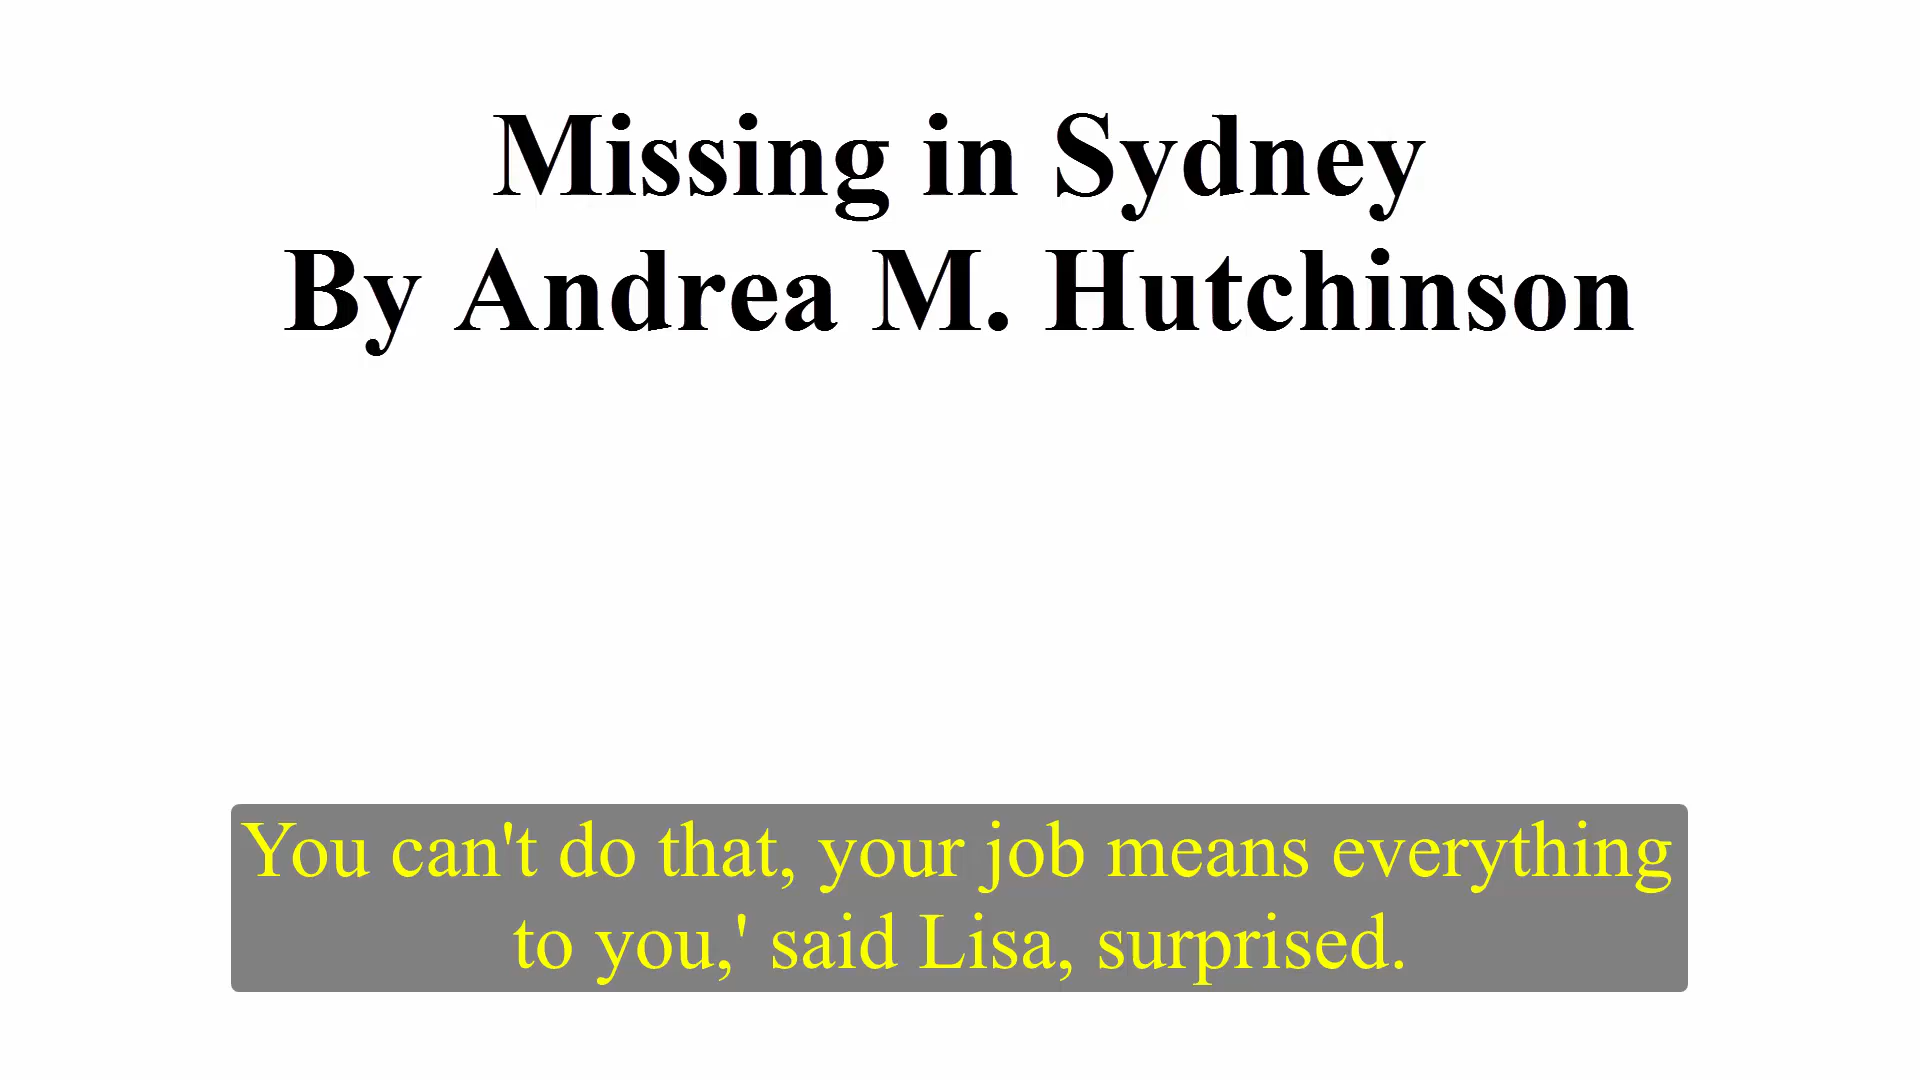 Missing in Sydney
By Andrea M. Hutchinson
You can't do that, your job means everything
to you,' said Lisa, surprised.